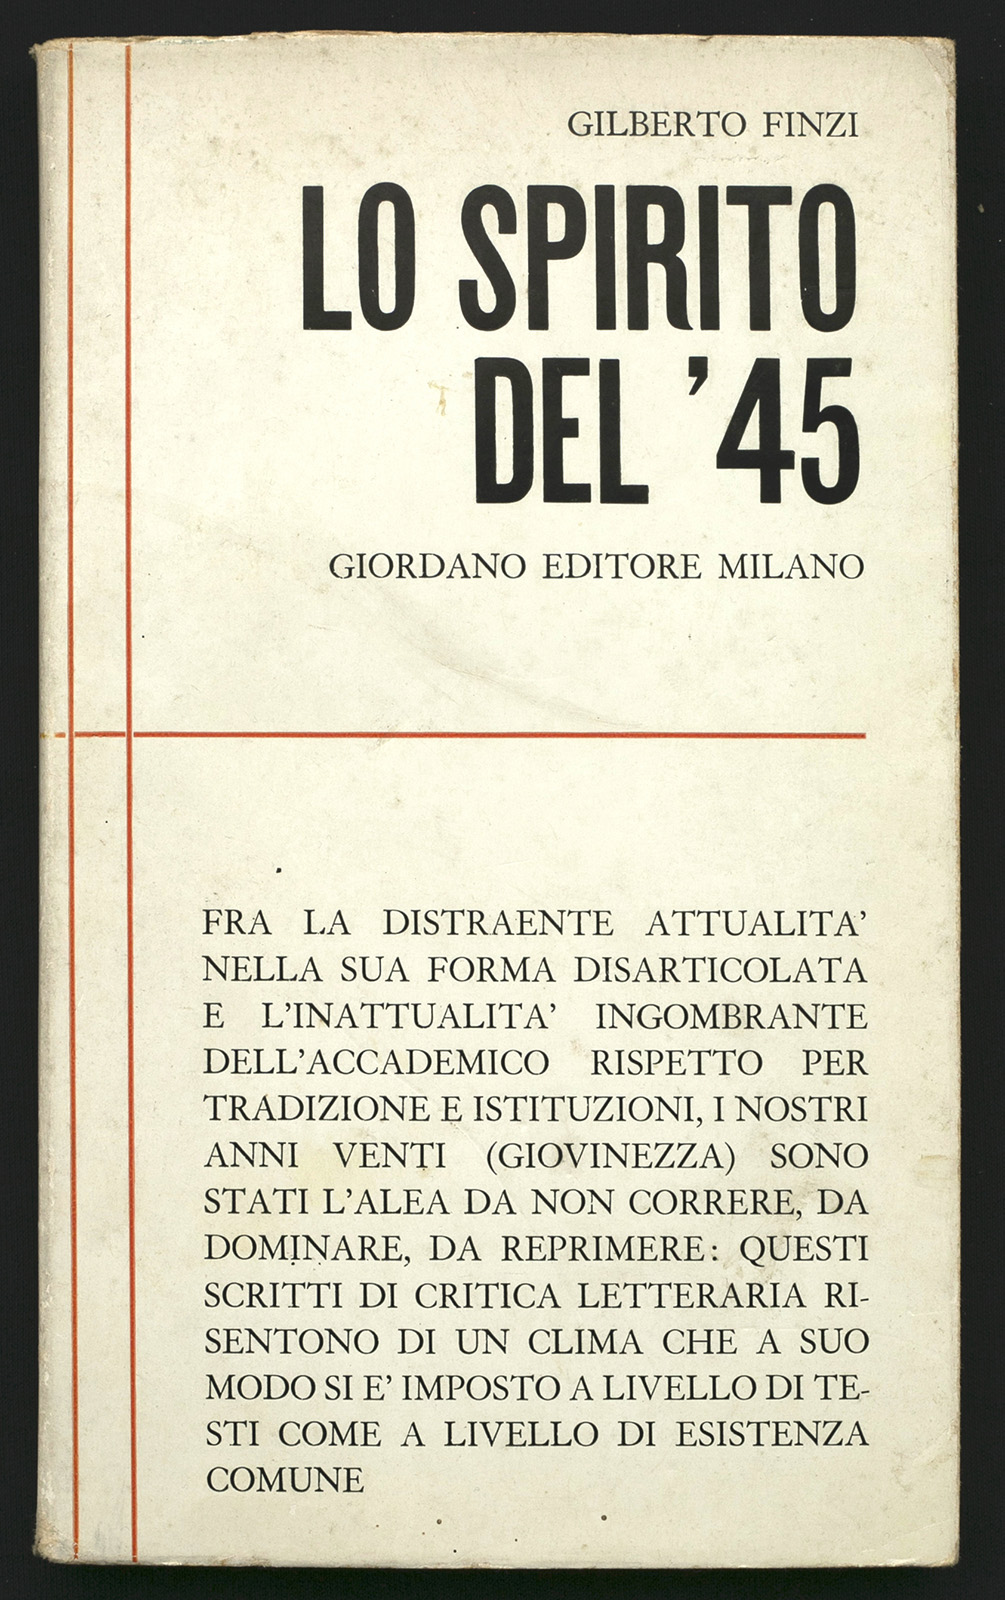 GILBERTO FINZI
LO SPIRITO
DEL ’45
GIORDANO EDITORE MILANO
FRA LA DISTRAENTE ATTUALITA’
NELLA SUA FORMA DISARTICOLATA
E L’INATTUALITA’ INGOMBRANTE
DELL’ACCADEMICO RISPETTO PER
TRADIZIONE E ISTITUZIONI, I NOSTRI
ANNI VENTI (GIOVINEZZA) SONO
STATI L’ALEA DA NON CORRERE, DA
DOMINARE, DA REPRIMERE: QUESTI
SCRITTI DI CRITICA LETTERARIA RI-
SENTONO DI UN CLIMA CHE A SUO
MODO SI E’ IMPOSTO A LIVELLO DI TE-
STI COME A LIVELLO DI ESISTENZA
COMUNE